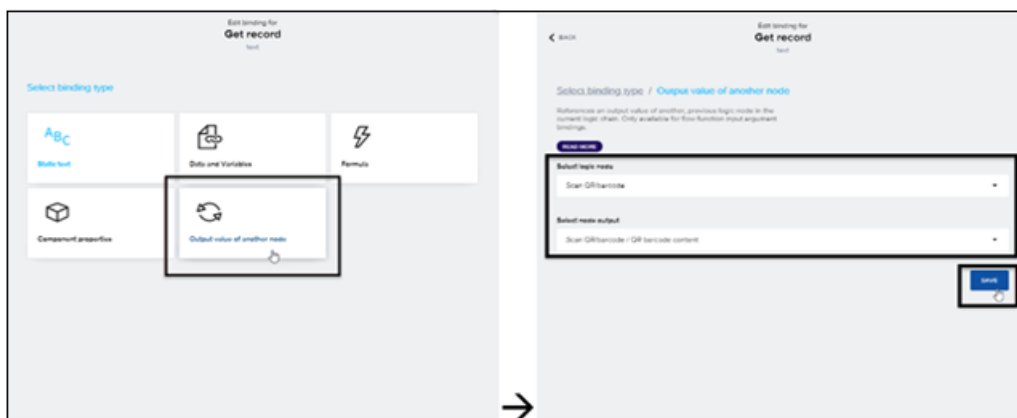 Edit binding for
Get record
text
Select binding type
ABC
Static text
Data and Variables
Formula
Component properties
Output value of another node
Edit binding for
BACK
Get record
text
Select binding type / Output value of another node
References an output value of another, previous logic node in the
current logic chain. Only available for flow function input argument
bindings.
READ MORE
Select logic node
Scan QR/barcode
Select node output
Scan QR/barcode / QR barcode content
SAVE